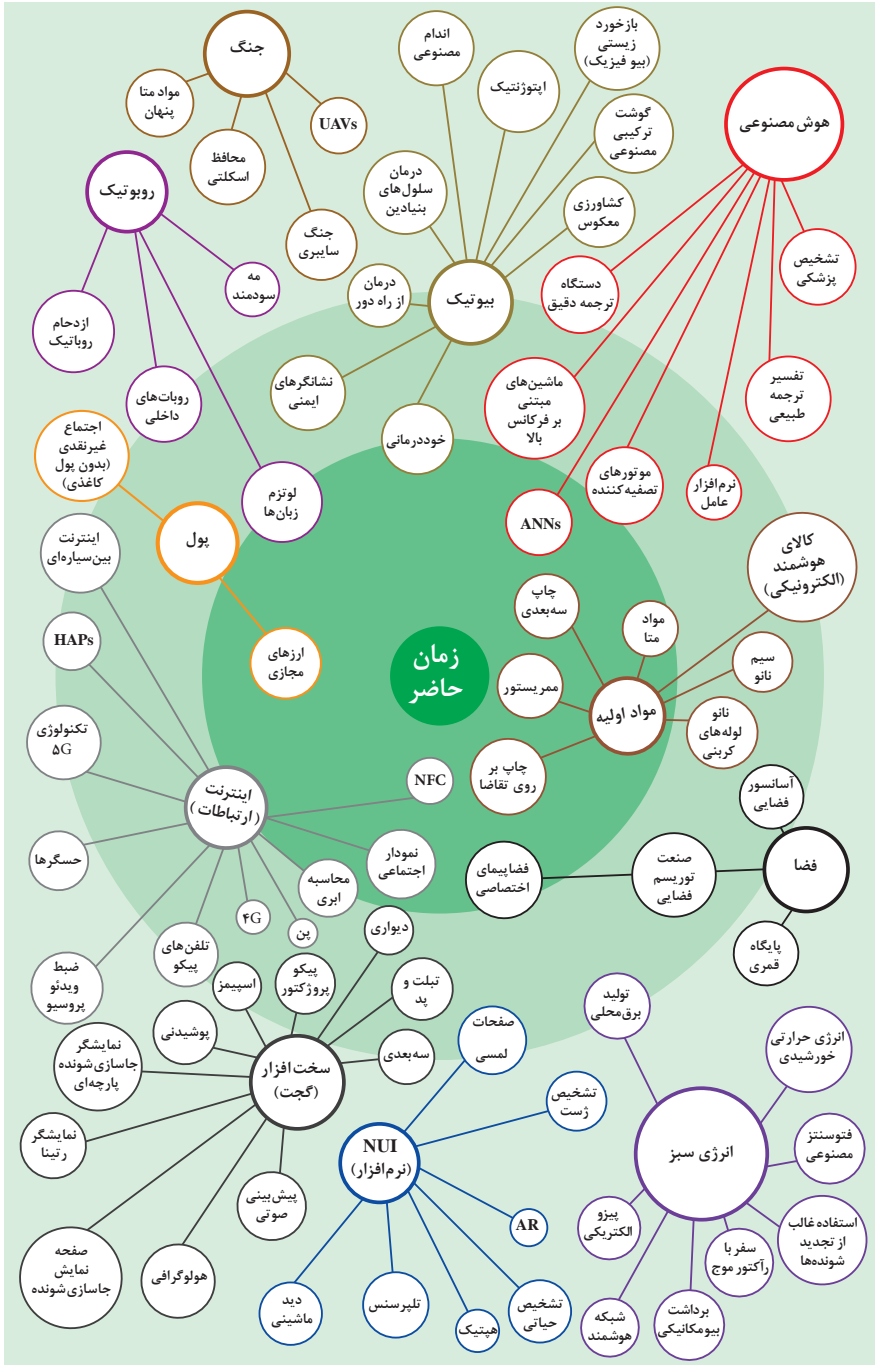 جنگ
مواد متا
پنهان
محافظ
اسکلتی
UAVs
جنگ
سایبری
اندام
مصنوعی
بازخورد
زیستی
(بیو فیزیک)
اپتوژنتیک
گوشت
ترکیبی
مصنوعی
درمان
سلول‌های
بنیادین
کشاورزی
معکوس
بیوتیک
درمان
از راه دور
نشانگرهای
ایمنی
خوددرمانی
هوش مصنوعی
تشخیص
پزشکی
دستگاه
ترجمه دقیق
تفسیر
ترجمه
طبیعی
ماشین‌های
مبتنی
بر فرکانس
بالا
موتورهای
تصفیه‌کننده
نرم‌افزار
عامل
ANNs
روبوتیک
مه
سودمند
ازدحام
روباتیک
روبات‌های
داخلی
لوتزم
زبان‌ها
اجتماع
غیرنقدی
(بدون پول
کاغذی)
پول
ارزهای
مجازی
زمان
حاضر
کالای
هوشمند
(الکترونیکی)
چاپ
سه‌بعدی
مواد
متا
سیم
نانو
ممریستور
مواد اولیه
نانو
لوله‌های
کربنی
چاپ بر
روی تقاضا
اینترنت
بین‌سیاره‌ای
HAPs
تکنولوژی
۵G
اینترنت
(ارتباطات)
NFC
حسگرها
نمودار
اجتماعی
محاسبه
ابری
۴G
پن
تلفن‌های
پیکو
ضبط
ویدئو
پروسیو
آسانسور
فضایی
فضا
صنعت
توریسم
فضایی
فضاپیمای
اختصاصی
پایگاه
قمری
دیواری
پیکو
پروژکتور
اسپیمز
تبلت و
پد
پوشیدنی
سه‌بعدی
نمایشگر
جاسازی‌شونده
پارچه‌ای
سخت‌افزار
(گجت)
نمایشگر
رتینا
پیش‌بینی
صوتی
صفحه
نمایش
جاسازی‌شونده
هولوگرافی
صفحات
لمسی
تشخیص
ژست
NUI
(نرم‌افزار)
AR
دید
ماشینی
تلپرسنس
هپتیک
تشخیص
حیاتی
تولید
برق‌محلی
انرژی حرارتی
خورشیدی
انرژی سبز
فتوسنتز
مصنوعی
پیزو
الکتریکی
استفاده غالب
از تجدید
شونده‌ها
سفر با
رآکتور موج
شبکه
هوشمند
برداشت
بیومکانیکی